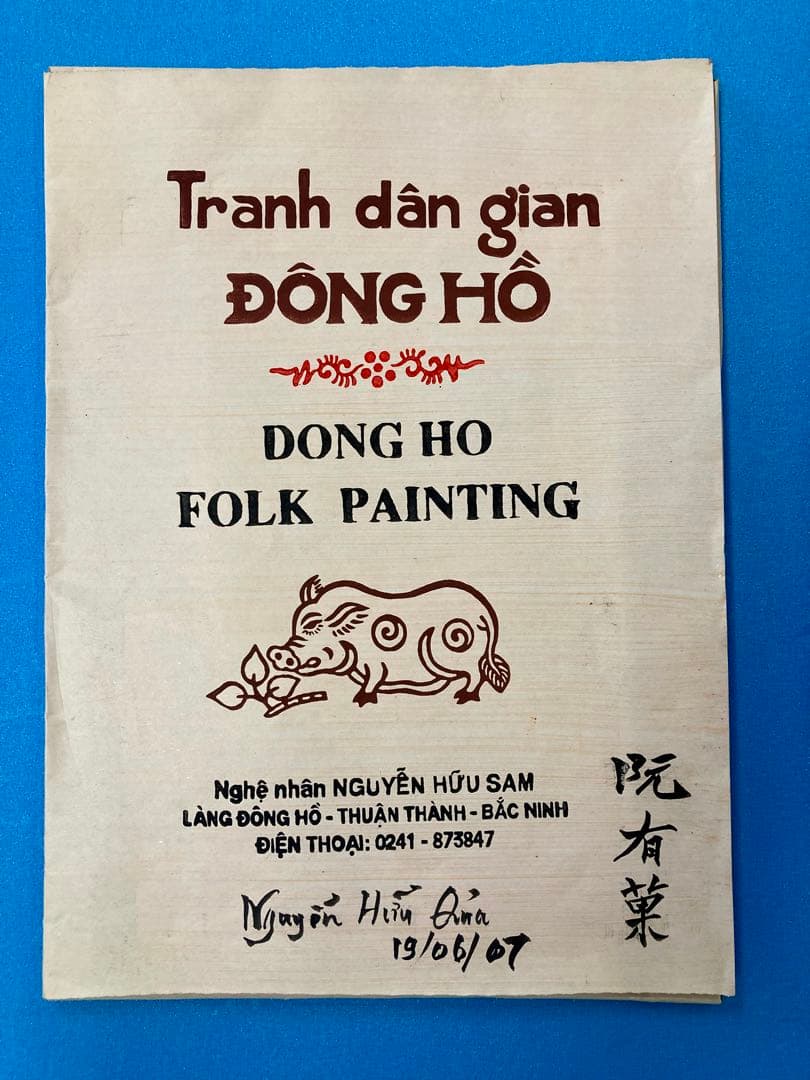 Tranh dân gian
ĐÔNG HỒ
DONG HO
FOLK PAINTING
Nghệ nhân NGUYỄN HỮU SAM
LÀNG ĐÔNG HỒ - THUẬN THÀNH - BẮC NINH
ĐIỆN THOẠI: 0241 - 873847
Nguyễn Hữu Qủa
19/06/07
阮有菓